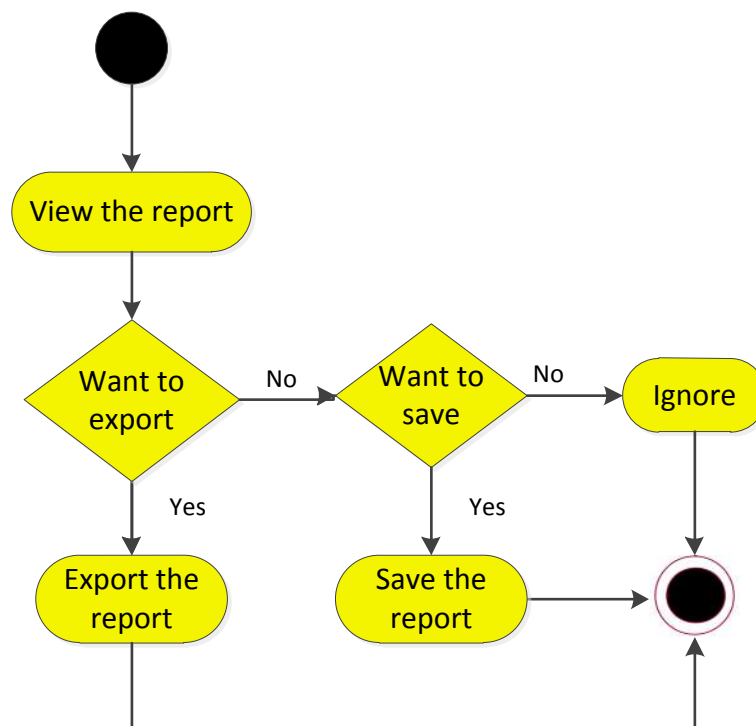 View the report
Want to
export
No
Want to
save
No
Ignore
Yes
Yes
Export the
report
Save the
report